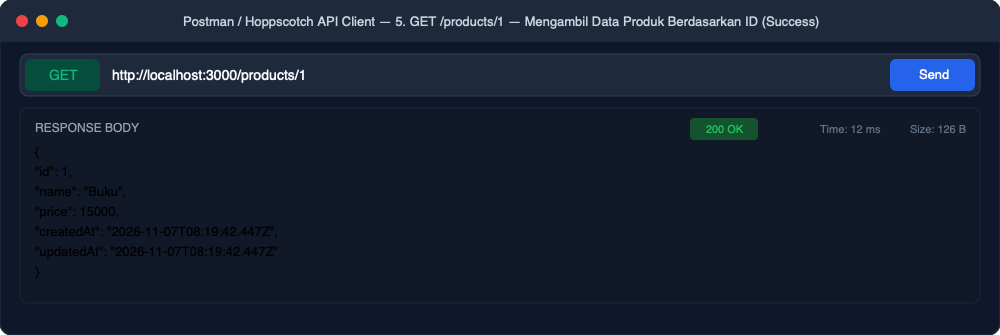 Postman / Hoppscotch API Client — 5. GET /products/1 — Mengambil Data Produk Berdasarkan ID (Success)
GET http://localhost:3000/products/1 Send
RESPONSE BODY 200 OK Time: 12 ms Size: 126 B
{
"id": 1,
"name": "Buku",
"price": 15000,
"createdAt": "2026-11-07T08:19:42.447Z",
"updatedAt": "2026-11-07T08:19:42.447Z"
}